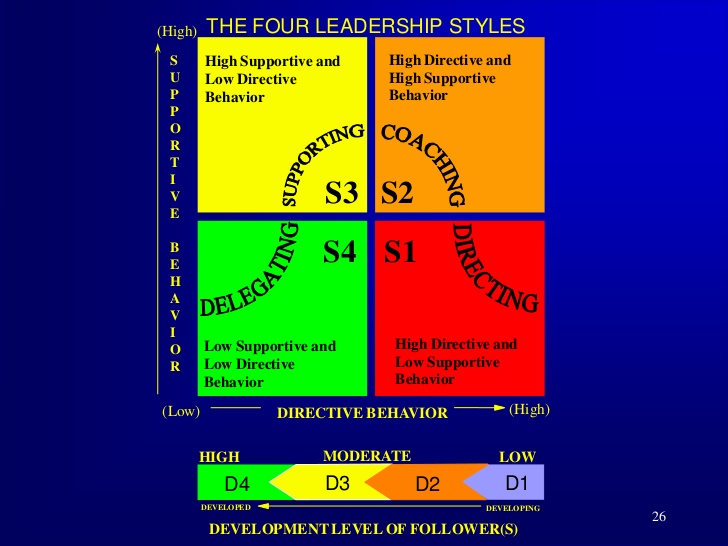 THE FOUR LEADERSHIP STYLES
(High)
SUPPORTIVE BEHAVIOR
High Supportive and
Low Directive
Behavior
SUPPORTING
S3
High Directive and
High Supportive
Behavior
COACHING
S2
DELEGATING
S4
Low Supportive and
Low Directive
Behavior
S1
DIRECTING
High Directive and
Low Supportive
Behavior
(Low) DIRECTIVE BEHAVIOR (High)
HIGH MODERATE LOW
D4 D3 D2 D1
DEVELOPED DEVELOPING
DEVELOPMENT LEVEL OF FOLLOWER(S)
26